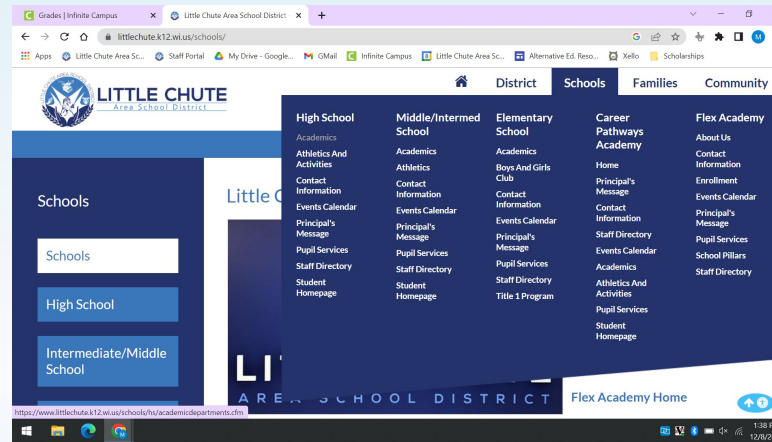 Grades | Infinite Campus
Little Chute Area School District -
littlechute.k12.wi.us/schools/
Apps
Little Chute Area Sc...
Staff Portal
My Drive - Google...
GMail
Infinite Campus
Little Chute Area Sc...
Alternative Ed. Reso...
Xello
Scholarships
LITTLE CHUTE
Area School District
District
Schools
Families
Community
High School
Academics
Athletics And
Activities
Contact
Information
Events Calendar
Principal's
Message
Pupil Services
Staff Directory
Student
Homepage
Middle/Intermed
School
Academics
Athletics
Contact
Information
Events Calendar
Principal's
Message
Pupil Services
Staff Directory
Student
Homepage
Elementary
School
Academics
Boys And Girls
Club
Contact
Information
Events Calendar
Principal's
Message
Pupil Services
Staff Directory
Title 1 Program
Career
Pathways
Academy
Home
Principal's
Message
Contact
Information
Staff Directory
Events Calendar
Academics
Athletics And
Activities
Pupil Services
Student
Homepage
Flex Academy
About Us
Contact
Information
Enrollment
Events Calendar
Principal's
Message
Pupil Services
School Pillars
Staff Directory
Schools
Schools
High School
Intermediate/Middle
School
Little C
LI
AREA SCHOOL DISTRICT
Flex Academy Home
https://www.littlechute.k12.wi.us/schools/hs/academicdepartments.cfm
1:38 P
12/8/2